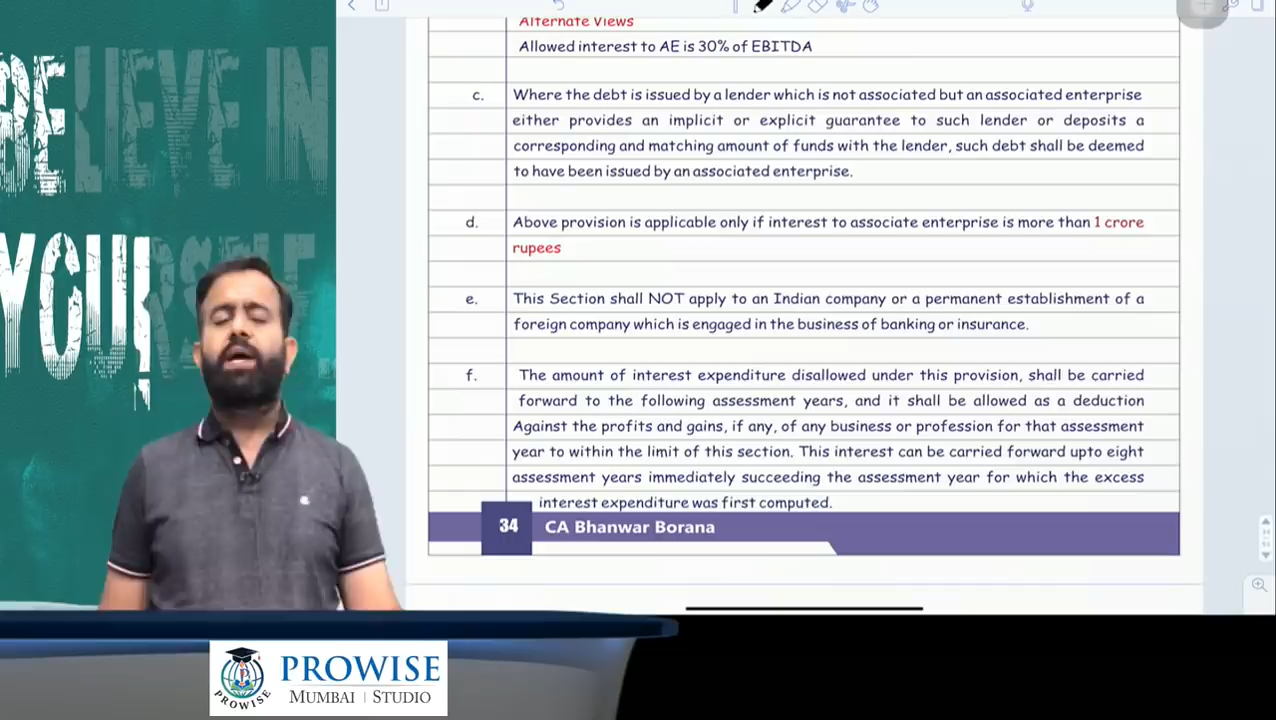 BELIEVE IN
YOURSELF
Alternate Views
Allowed interest to AE is 30% of EBITDA
c. Where the debt is issued by a lender which is not associated but an associated enterprise
either provides an implicit or explicit guarantee to such lender or deposits a
corresponding and matching amount of funds with the lender, such debt shall be deemed
to have been issued by an associated enterprise.
d. Above provision is applicable only if interest to associate enterprise is more than 1 crore
rupees
e. This Section shall NOT apply to an Indian company or a permanent establishment of a
foreign company which is engaged in the business of banking or insurance.
f. The amount of interest expenditure disallowed under this provision, shall be carried
forward to the following assessment years, and it shall be allowed as a deduction
Against the profits and gains, if any, of any business or profession for that assessment
year to within the limit of this section. This interest can be carried forward upto eight
assessment years immediately succeeding the assessment year for which the excess
interest expenditure was first computed.
34 CA Bhanwar Borana
PROWISE
PROWISE
MUMBAI | STUDIO